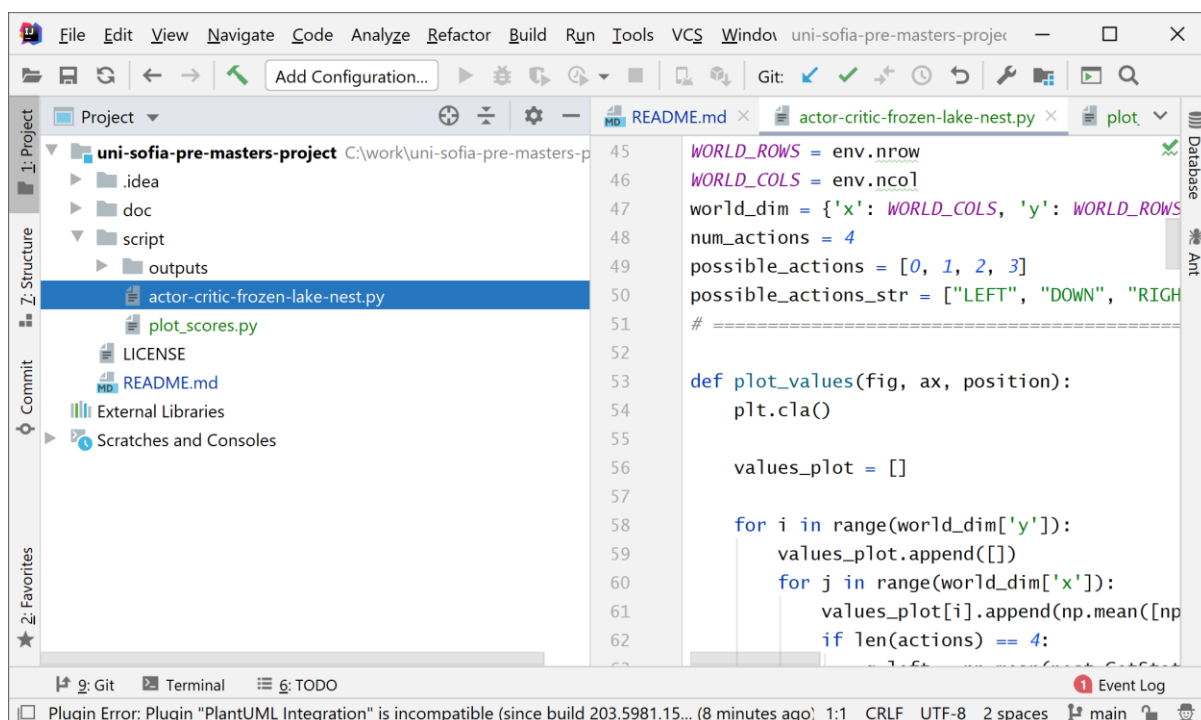 File Edit View Navigate Code Analyze Refactor Build Run Tools VCS Window uni-sofia-pre-masters-projec
Add Configuration... Git:
Project README.md actor-critic-frozen-lake-nest.py plot_
1: Project
7: Structure
Commit
2: Favorites
uni-sofia-pre-masters-project C:\work\uni-sofia-pre-masters-p
.idea
doc
script
outputs
actor-critic-frozen-lake-nest.py
plot_scores.py
LICENSE
README.md
External Libraries
Scratches and Consoles
45 WORLD_ROWS = env.nrow
46 WORLD_COLS = env.ncol
47 world_dim = {'x': WORLD_COLS, 'y': WORLD_ROWS
48 num_actions = 4
49 possible_actions = [0, 1, 2, 3]
50 possible_actions_str = ["LEFT", "DOWN", "RIGH
51 # =============================================
52
53 def plot_values(fig, ax, position):
54 plt.cla()
55
56 values_plot = []
57
58 for i in range(world_dim['y']):
59 values_plot.append([])
60 for j in range(world_dim['x']):
61 values_plot[i].append(np.mean([np
62 if len(actions) == 4:
Database
Ant
9: Git Terminal 6: TODO 1 Event Log
Plugin Error: Plugin "PlantUML Integration" is incompatible (since build 203.5981.15... (8 minutes ago) 1:1 CRLF UTF-8 2 spaces main